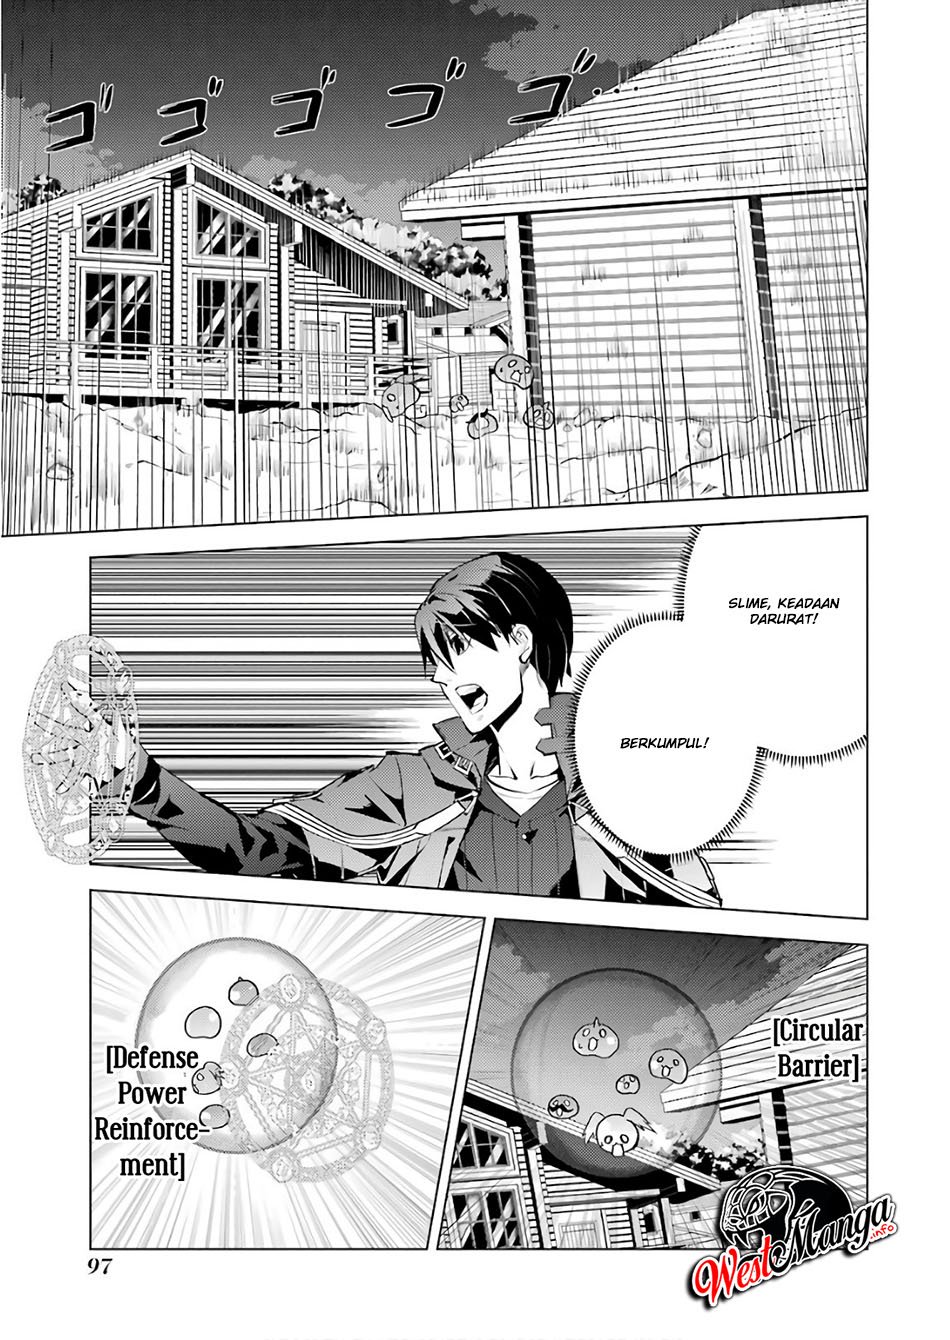 ゴゴゴゴゴ…
SLIME, KEADAAN
DARURAT!
BERKUMPUL!
[Circular
Barrier]
[Defense
Power
Reinforce-
ment]
97
WestManga
.info